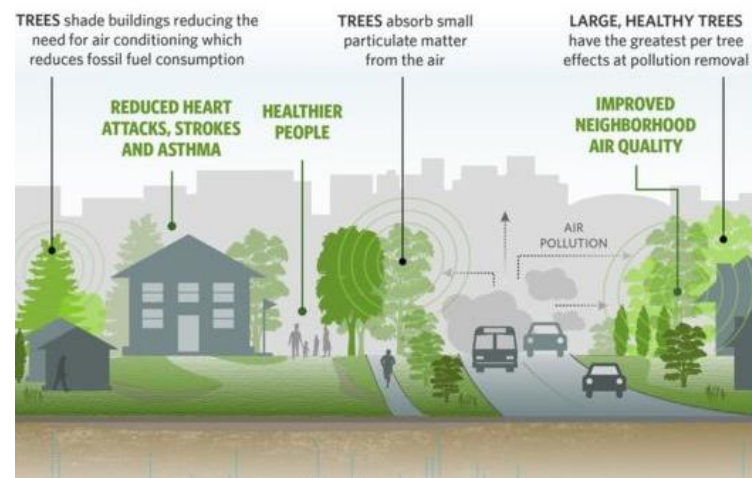 TREES shade buildings reducing the
need for air conditioning which
reduces fossil fuel consumption
TREES absorb small
particulate matter
from the air
LARGE, HEALTHY TREES
have the greatest per tree
effects at pollution removal
REDUCED HEART
ATTACKS, STROKES
AND ASTHMA
HEALTHIER
PEOPLE
IMPROVED
NEIGHBORHOOD
AIR QUALITY
AIR
POLLUTION